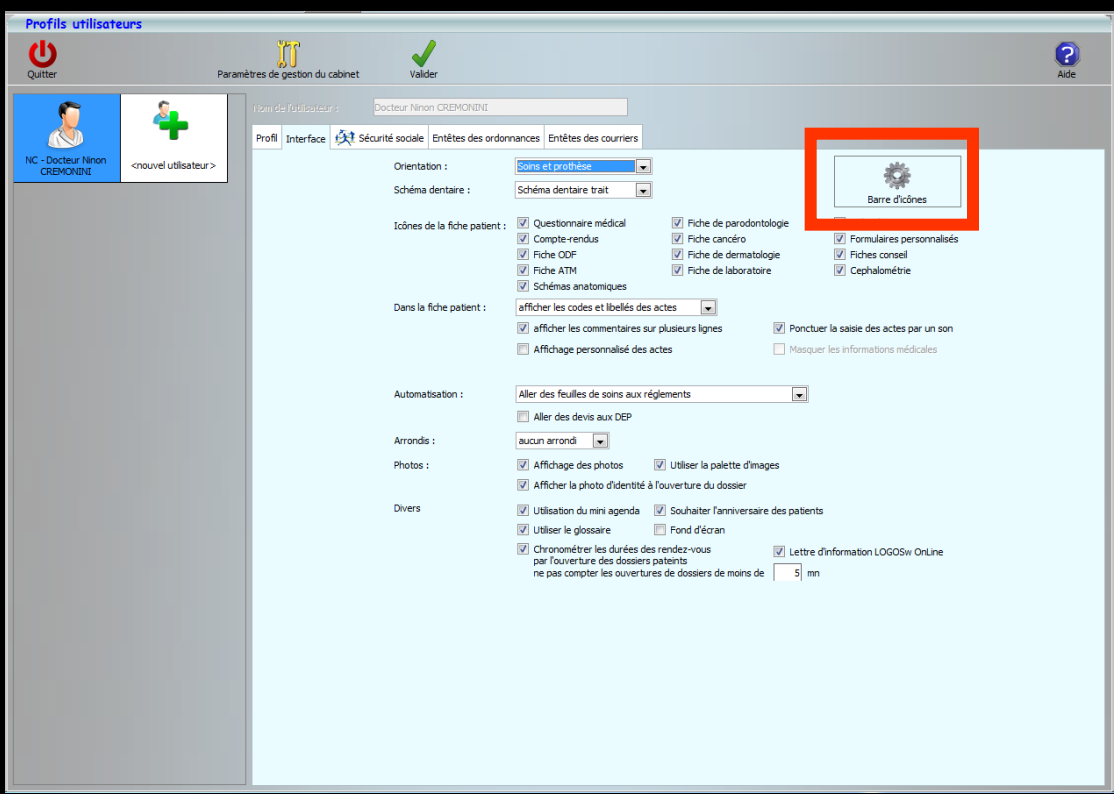 Profils utilisateurs
Quitter
Paramètres de gestion du cabinet
Valider
Aide
NC - Docteur Ninon
CREMONINI
<nouvel utilisateur>
Nom de l'utilisateur :
Docteur Ninon CREMONINI
Profil
Interface
Sécurité sociale
Entêtes des ordonnances
Entêtes des courriers
Orientation :
Soins et prothèse
Barre d'icônes
Schéma dentaire :
Schéma dentaire trait
Icônes de la fiche patient :
Questionnaire médical
Fiche de parodontologie
Compte-rendus
Fiche cancéro
Formulaires personnalisés
Fiche ODF
Fiche de dermatologie
Fiches conseil
Fiche ATM
Fiche de laboratoire
Cephalométrie
Schémas anatomiques
Dans la fiche patient :
afficher les codes et libellés des actes
afficher les commentaires sur plusieurs lignes
Ponctuer la saisie des actes par un son
Affichage personnalisé des actes
Masquer les informations médicales
Automatisation :
Aller des feuilles de soins aux réglements
Aller des devis aux DEP
Arrondis :
aucun arrondi
Photos :
Affichage des photos
Utiliser la palette d'images
Afficher la photo d'identité à l'ouverture du dossier
Divers
Utilisation du mini agenda
Souhaiter l'anniversaire des patients
Utiliser le glossaire
Fond d'écran
Chronométrer les durées des rendez-vous
par l'ouverture des dossiers pateints
ne pas compter les ouvertures de dossiers de moins de
5 mn
Lettre d'information LOGOSw OnLine